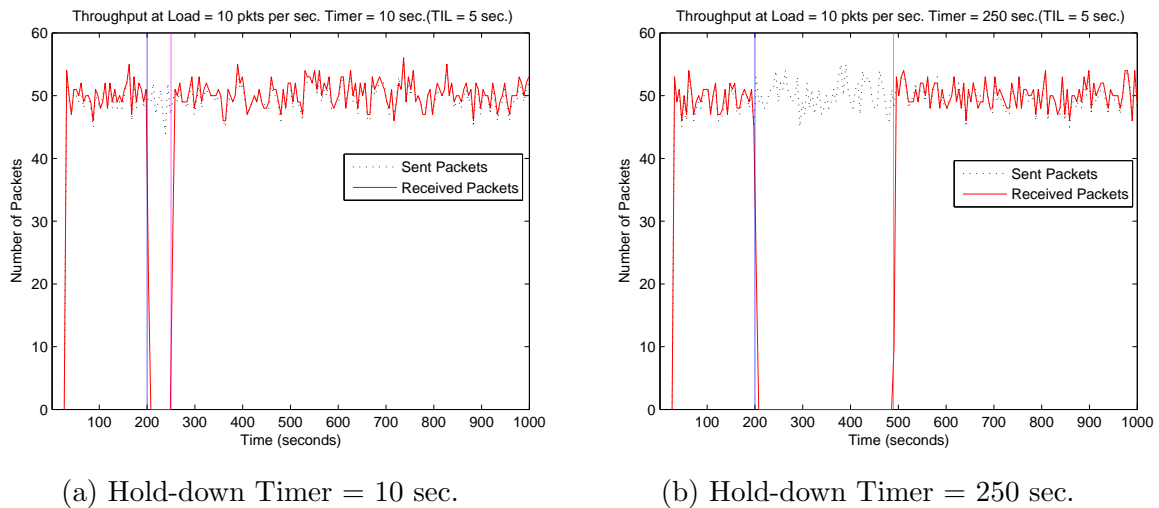 Throughput at Load = 10 pkts per sec. Timer = 10 sec.(TIL = 5 sec.)
60
50
40
30
20
10
0
Number of Packets
100 200 300 400 500 600 700 800 900 1000
Time (seconds)
Sent Packets
Received Packets
(a) Hold-down Timer = 10 sec.
Throughput at Load = 10 pkts per sec. Timer = 250 sec.(TIL = 5 sec.)
60
50
40
30
20
10
0
Number of Packets
100 200 300 400 500 600 700 800 900 1000
Time (seconds)
Sent Packets
Received Packets
(b) Hold-down Timer = 250 sec.